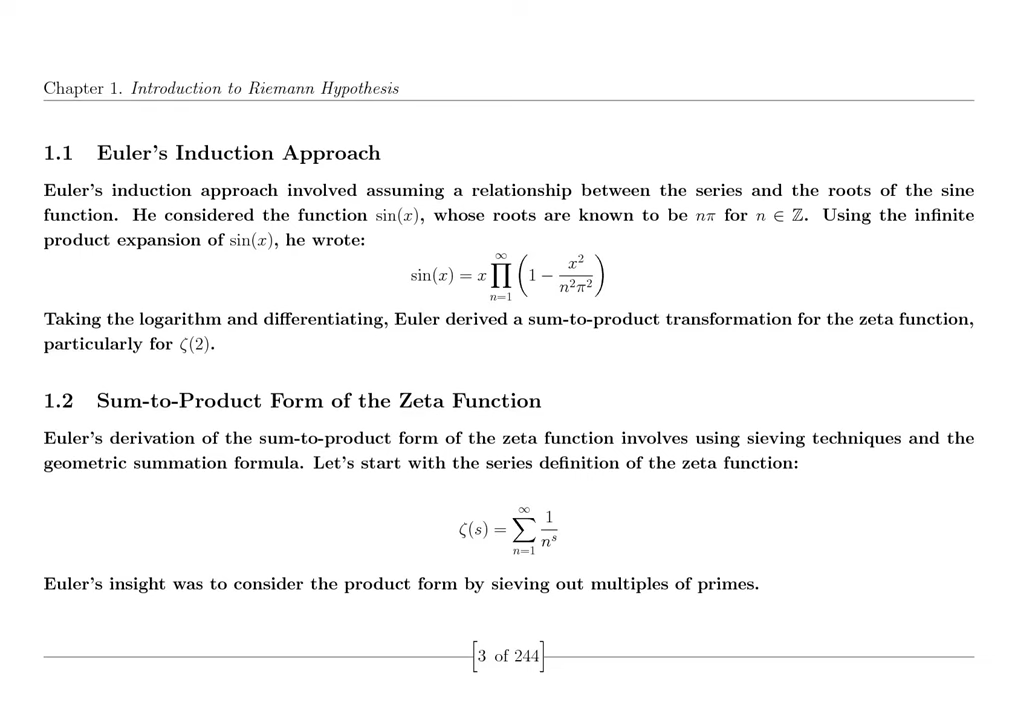 Chapter 1. Introduction to Riemann Hypothesis
1.1 Euler's Induction Approach
Euler's induction approach involved assuming a relationship between the series and the roots of the sine
function. He considered the function sin(x), whose roots are known to be nπ for n ∈ ℤ. Using the infinite
product expansion of sin(x), he wrote:
sin(x) = x ∏_{n=1}^{∞} (1 − x²/(n²π²))
Taking the logarithm and differentiating, Euler derived a sum-to-product transformation for the zeta function,
particularly for ζ(2).
1.2 Sum-to-Product Form of the Zeta Function
Euler's derivation of the sum-to-product form of the zeta function involves using sieving techniques and the
geometric summation formula. Let's start with the series definition of the zeta function:
ζ(s) = ∑_{n=1}^{∞} 1/n^s
Euler's insight was to consider the product form by sieving out multiples of primes.
[3 of 244]